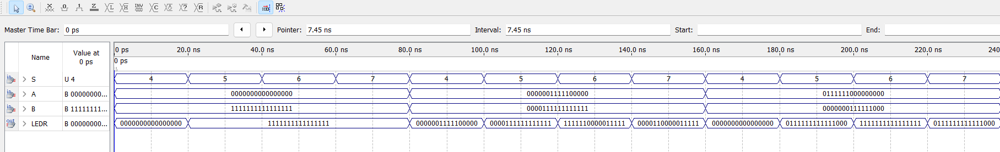 Master Time Bar: 0 ps Pointer: 7.45 ns Interval: 7.45 ns Start: End:
Name Value at 0 ps
0 ps 20.0 ns 40.0 ns 60.0 ns 80.0 ns 100.0 ns 120.0 ns 140.0 ns 160.0 ns 180.0 ns 200.0 ns 220.0 ns 240.
0 ps
S U 4 4 5 6 7 4 5 6 7 4 5 6 7
A B 00000000... 0000000000000000 0000001111100000 0111111000000000
B B 11111111... 1111111111111111 0000111111111111 0000000111111000
LEDR B 00000000... 0000000000000000 1111111111111111 0000001111100000 0000111111111111 1111110000011111 0000110000011111 0000000000000000 0111111111111000 1111111111111111 0111111111111000